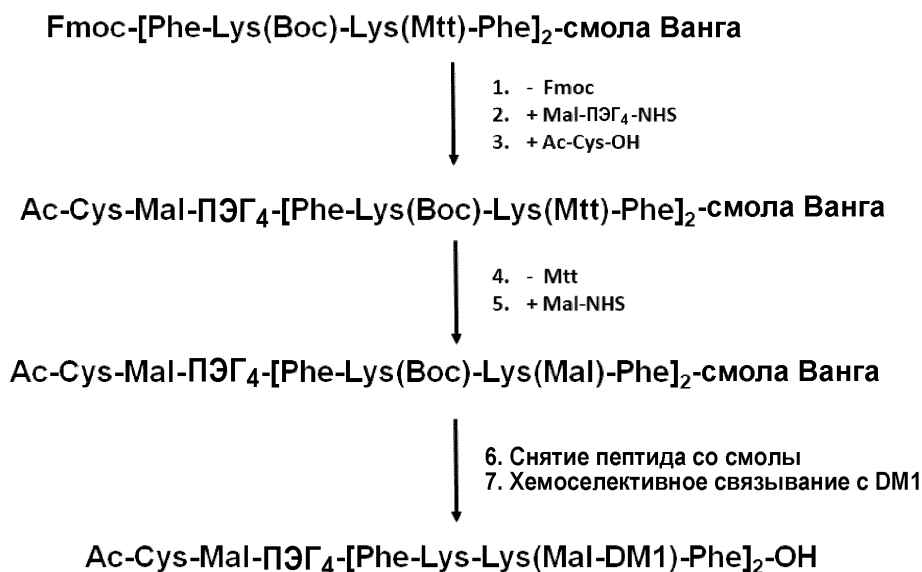 Fmoc-[Phe-Lys(Boc)-Lys(Mtt)-Phe]₂-смола Ванга
1. - Fmoc
2. + Mal-ПЭГ₄-NHS
3. + Ac-Cys-OH
Ac-Cys-Mal-ПЭГ₄-[Phe-Lys(Boc)-Lys(Mtt)-Phe]₂-смола Ванга
4. - Mtt
5. + Mal-NHS
Ac-Cys-Mal-ПЭГ₄-[Phe-Lys(Boc)-Lys(Mal)-Phe]₂-смола Ванга
6. Снятие пептида со смолы
7. Хемоселективное связывание с DM1
Ac-Cys-Mal-ПЭГ₄-[Phe-Lys-Lys(Mal-DM1)-Phe]₂-OH